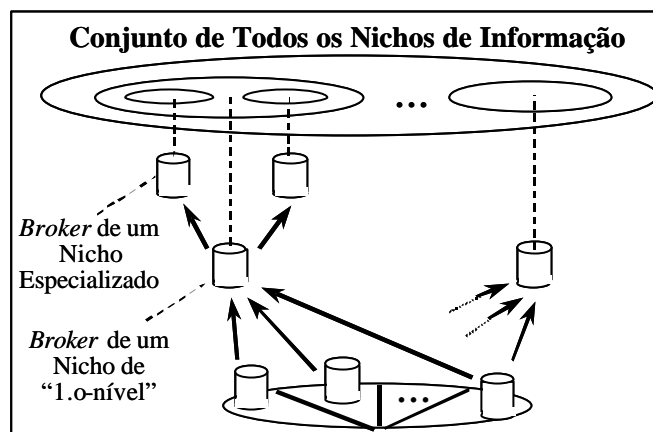 Conjunto de Todos os Nichos de Informação
...
Broker de um
Nicho
Especializado
Broker de um
Nicho de
“1.o-nível”
...